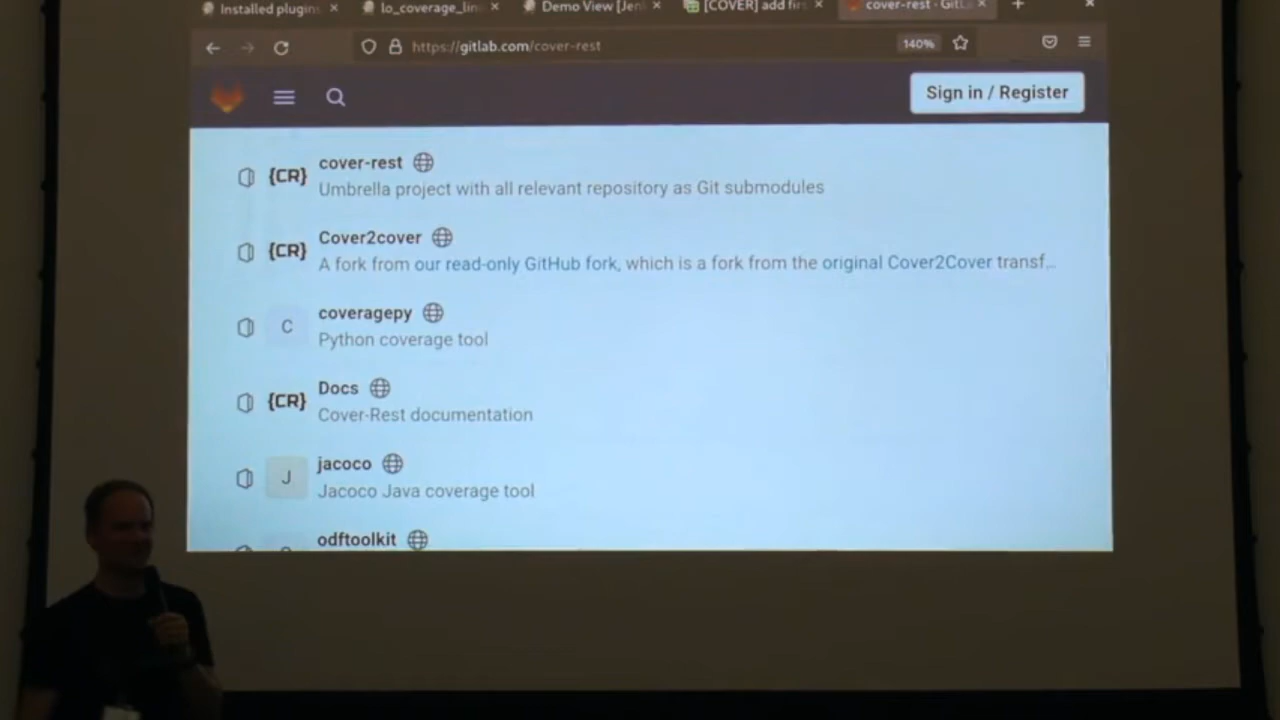 Installed plugins
lo_coverage_lin
Demo View [Jen
[COVER] add firs
cover-rest - GitLa
https://gitlab.com/cover-rest
140%
Sign in / Register
{CR}
cover-rest
Umbrella project with all relevant repository as Git submodules
{CR}
Cover2cover
A fork from our read-only GitHub fork, which is a fork from the original Cover2Cover transf...
C
coveragepy
Python coverage tool
{CR}
Docs
Cover-Rest documentation
J
jacoco
Jacoco Java coverage tool
odftoolkit